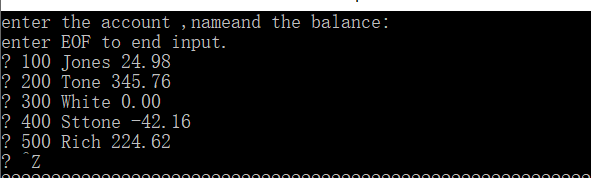 enter the account ,nameand the balance:
enter EOF to end input.
? 100 Jones 24.98
? 200 Tone 345.76
? 300 White 0.00
? 400 Sttone -42.16
? 500 Rich 224.62
? ^Z